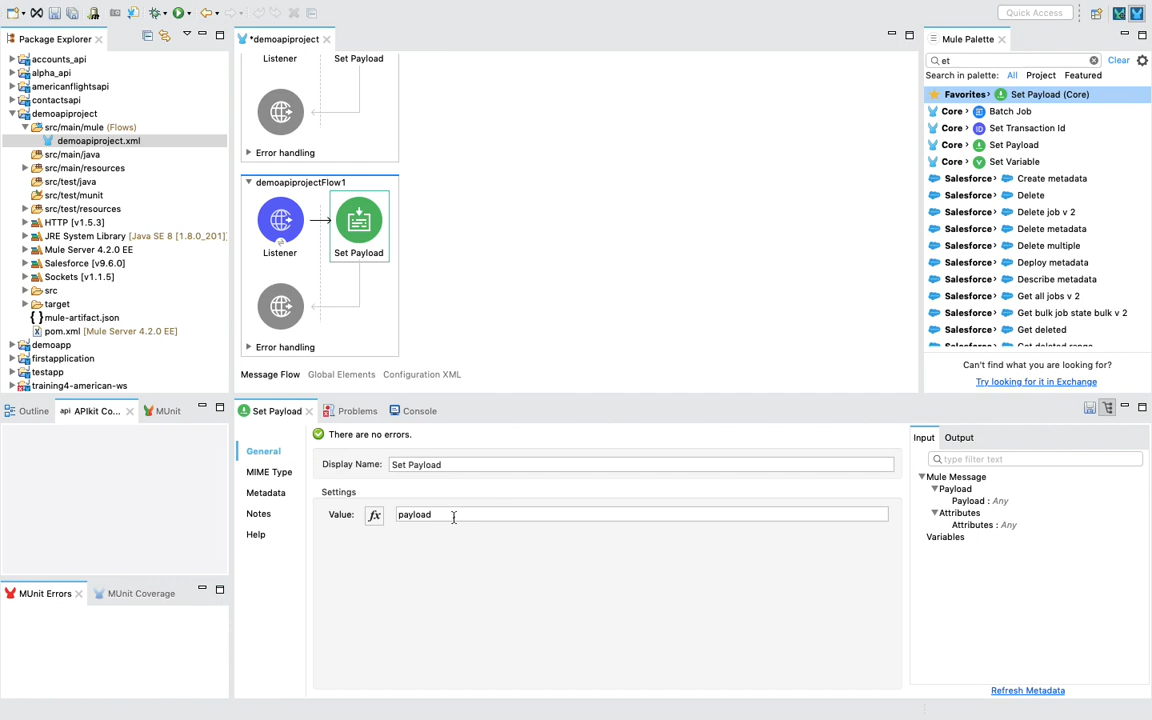 Quick Access
Package Explorer
accounts_api
alpha_api
americanflightsapi
contactsapi
demoapiproject
src/main/mule (Flows)
demoapiproject.xml
src/main/java
src/main/resources
src/test/java
src/test/munit
src/test/resources
HTTP [v1.5.3]
JRE System Library [Java SE 8 [1.8.0_201]]
Mule Server 4.2.0 EE
Salesforce [v9.6.0]
Sockets [v1.1.5]
src
target
mule-artifact.json
pom.xml [Mule Server 4.2.0 EE]
demoapp
firstapplication
testapp
training4-american-ws
*demoapiproject
Listener
Set Payload
Error handling
demoapiprojectFlow1
Listener
Set Payload
Error handling
Message Flow Global Elements Configuration XML
Mule Palette
et
Clear
Search in palette: All Project Featured
Favorites› Set Payload (Core)
Core › Batch Job
Core › Set Transaction Id
Core › Set Payload
Core › Set Variable
Salesforce› Create metadata
Salesforce› Delete
Salesforce› Delete job v 2
Salesforce› Delete metadata
Salesforce› Delete multiple
Salesforce› Deploy metadata
Salesforce› Describe metadata
Salesforce› Get all jobs v 2
Salesforce› Get bulk job state bulk v 2
Salesforce› Get deleted
Salesforce› Get deleted range
Can't find what you are looking for?
Try looking for it in Exchange
Outline api APIkit Co... MUnit
MUnit Errors MUnit Coverage
Set Payload Problems Console
There are no errors.
General
MIME Type
Metadata
Notes
Help
Display Name: Set Payload
Settings
Value: fx payload
Input Output
type filter text
Mule Message
Payload
Payload : Any
Attributes
Attributes : Any
Variables
Refresh Metadata